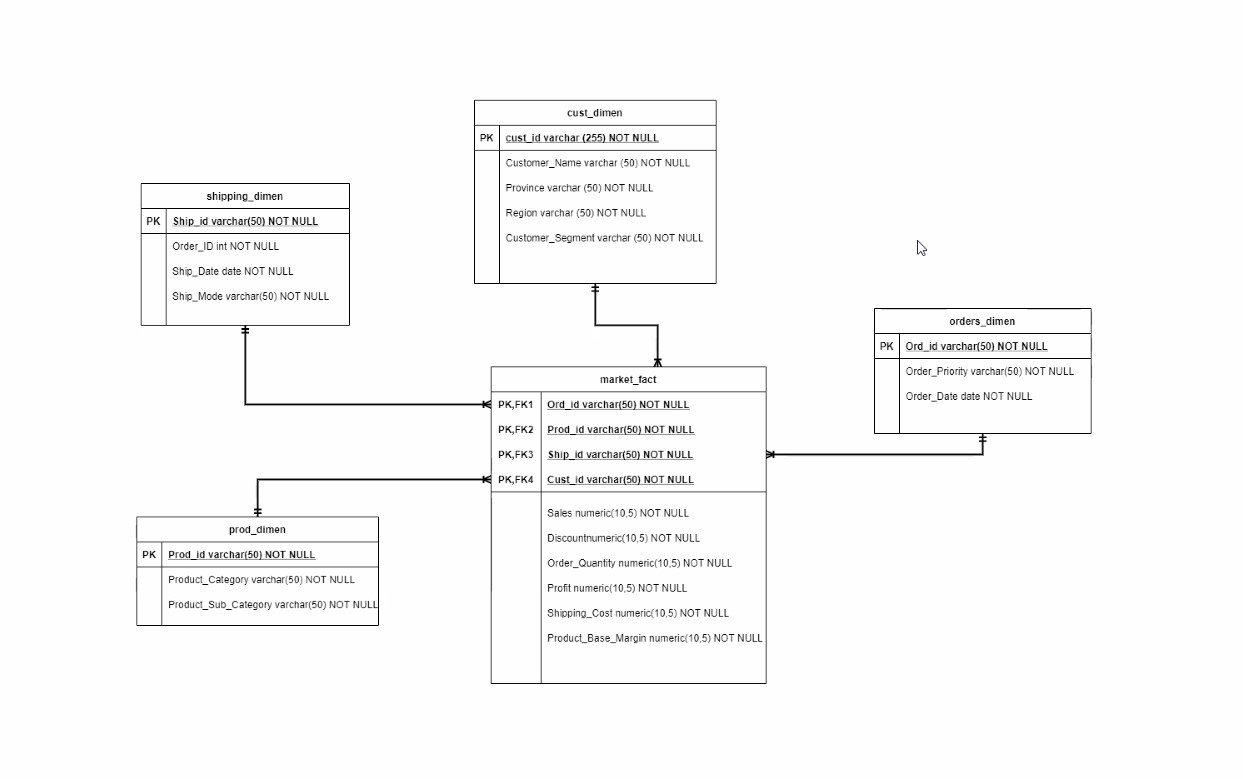 cust_dimen
PK cust_id varchar (255) NOT NULL
Customer_Name varchar (50) NOT NULL
Province varchar (50) NOT NULL
Region varchar (50) NOT NULL
Customer_Segment varchar (50) NOT NULL
shipping_dimen
PK Ship_id varchar(50) NOT NULL
Order_ID int NOT NULL
Ship_Date date NOT NULL
Ship_Mode varchar(50) NOT NULL
orders_dimen
PK Ord_id varchar(50) NOT NULL
Order_Priority varchar(50) NOT NULL
Order_Date date NOT NULL
market_fact
PK,FK1 Ord_id varchar(50) NOT NULL
PK,FK2 Prod_id varchar(50) NOT NULL
PK,FK3 Ship_id varchar(50) NOT NULL
PK,FK4 Cust_id varchar(50) NOT NULL
Sales numeric(10,5) NOT NULL
Discountnumeric(10,5) NOT NULL
Order_Quantity numeric(10,5) NOT NULL
Profit numeric(10,5) NOT NULL
Shipping_Cost numeric(10,5) NOT NULL
Product_Base_Margin numeric(10,5) NOT NULL
prod_dimen
PK Prod_id varchar(50) NOT NULL
Product_Category varchar(50) NOT NULL
Product_Sub_Category varchar(50) NOT NULL